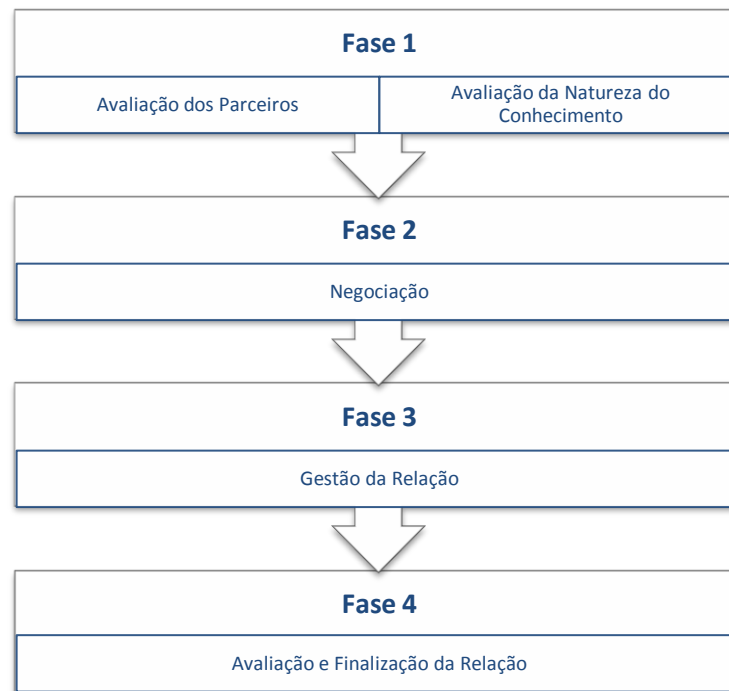 Fase 1
Avaliação dos Parceiros
Avaliação da Natureza do
Conhecimento
Fase 2
Negociação
Fase 3
Gestão da Relação
Fase 4
Avaliação e Finalização da Relação